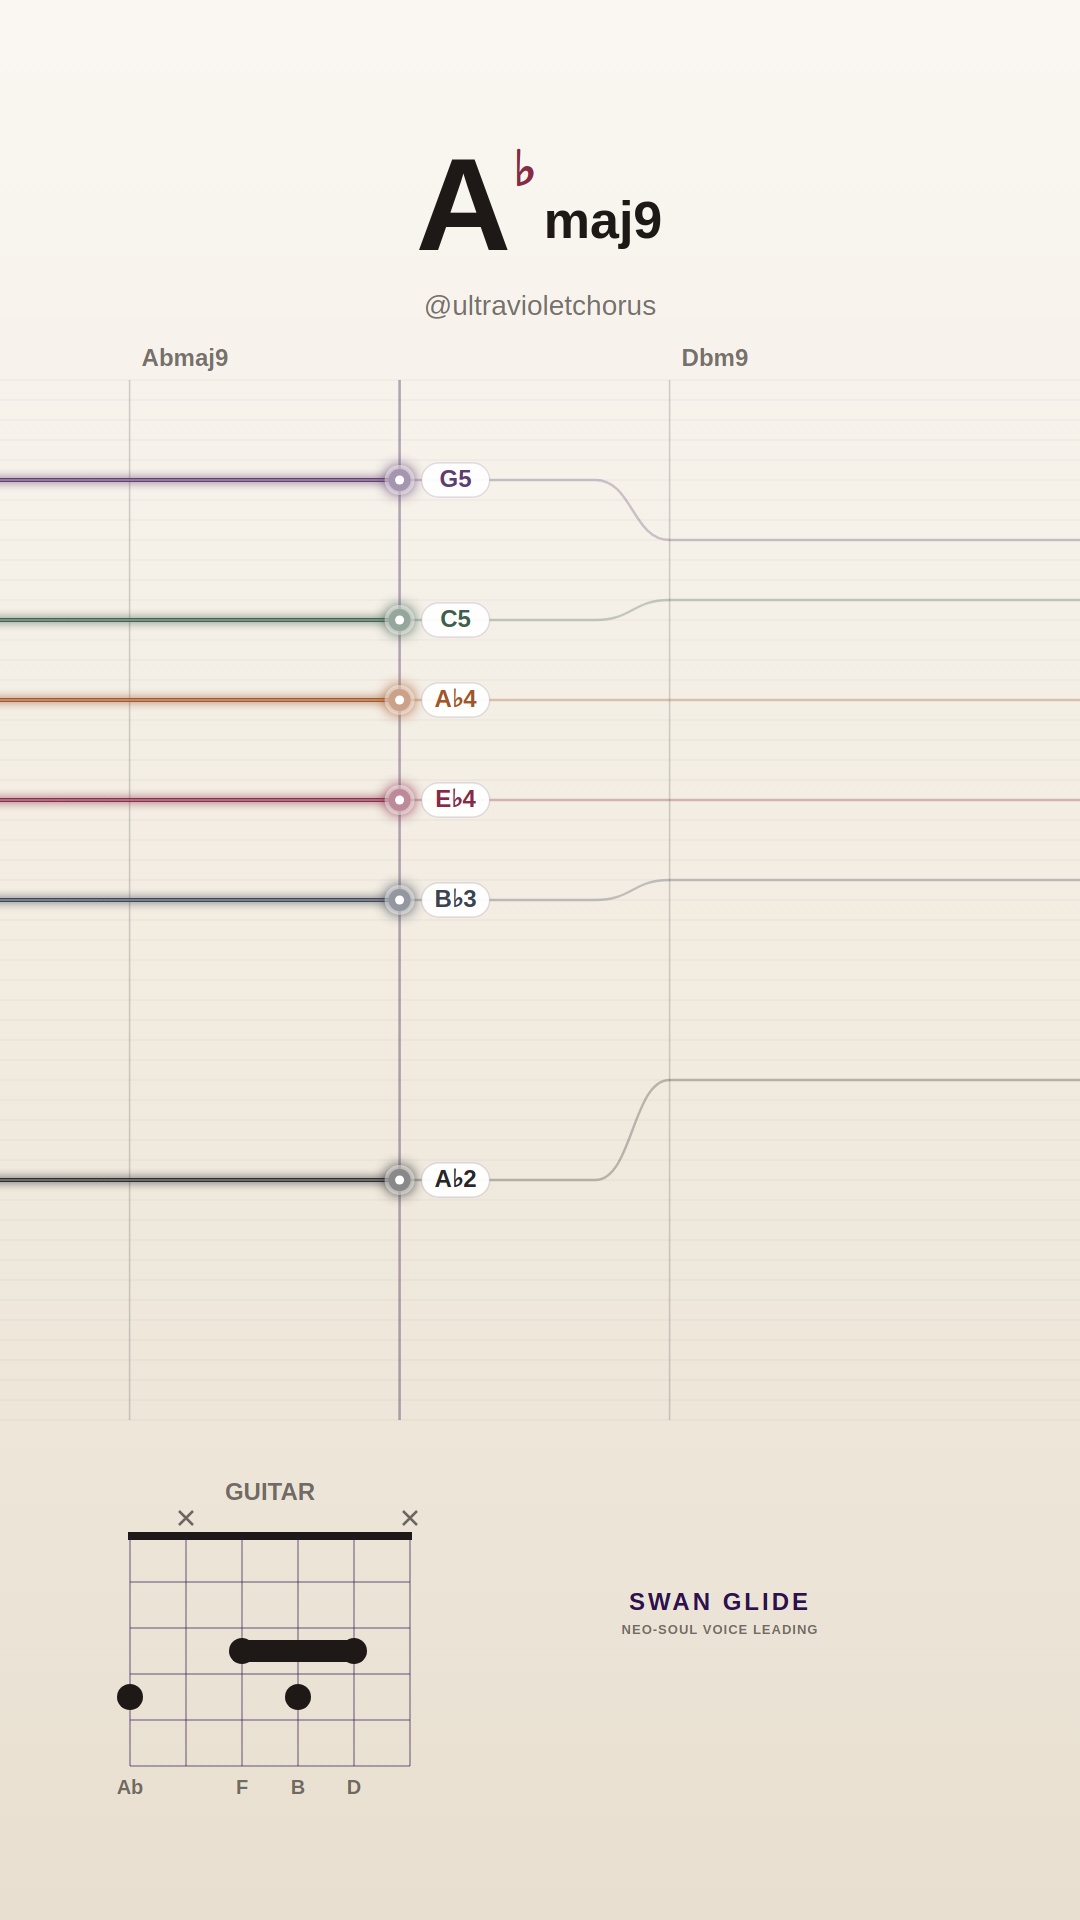 A♭maj9
@ultravioletchorus
Abmaj9 Dbm9
G5
C5
A♭4
E♭4
B♭3
A♭2
GUITAR
× ×
Ab F B D
SWAN GLIDE
NEO-SOUL VOICE LEADING